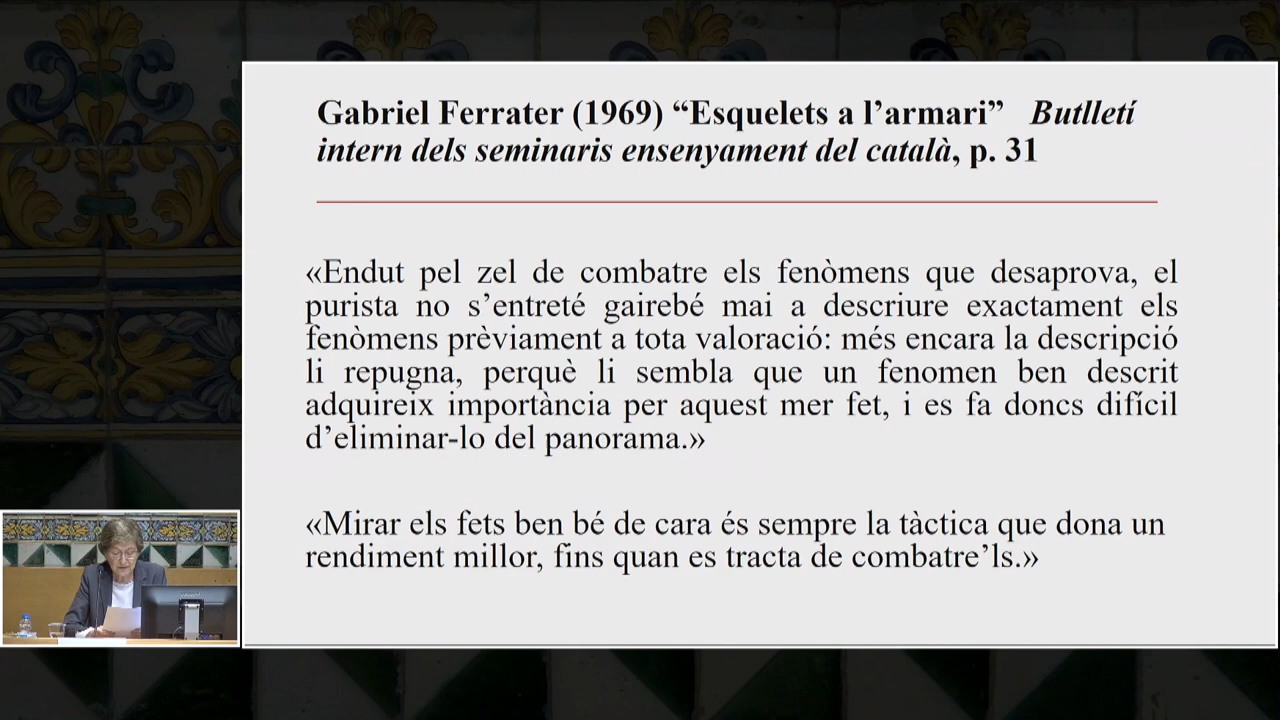 Gabriel Ferrater (1969) “Esquelets a l’armari” Butlletí
intern dels seminaris ensenyament del català, p. 31
«Endut pel zel de combatre els fenòmens que desaprova, el
purista no s’entreté gairebé mai a descriure exactament els
fenòmens prèviament a tota valoració: més encara la descripció
li repugna, perquè li sembla que un fenomen ben descrit
adquireix importància per aquest mer fet, i es fa doncs difícil
d’eliminar-lo del panorama.»
«Mirar els fets ben bé de cara és sempre la tàctica que dona un
rendiment millor, fins quan es tracta de combatre’ls.»